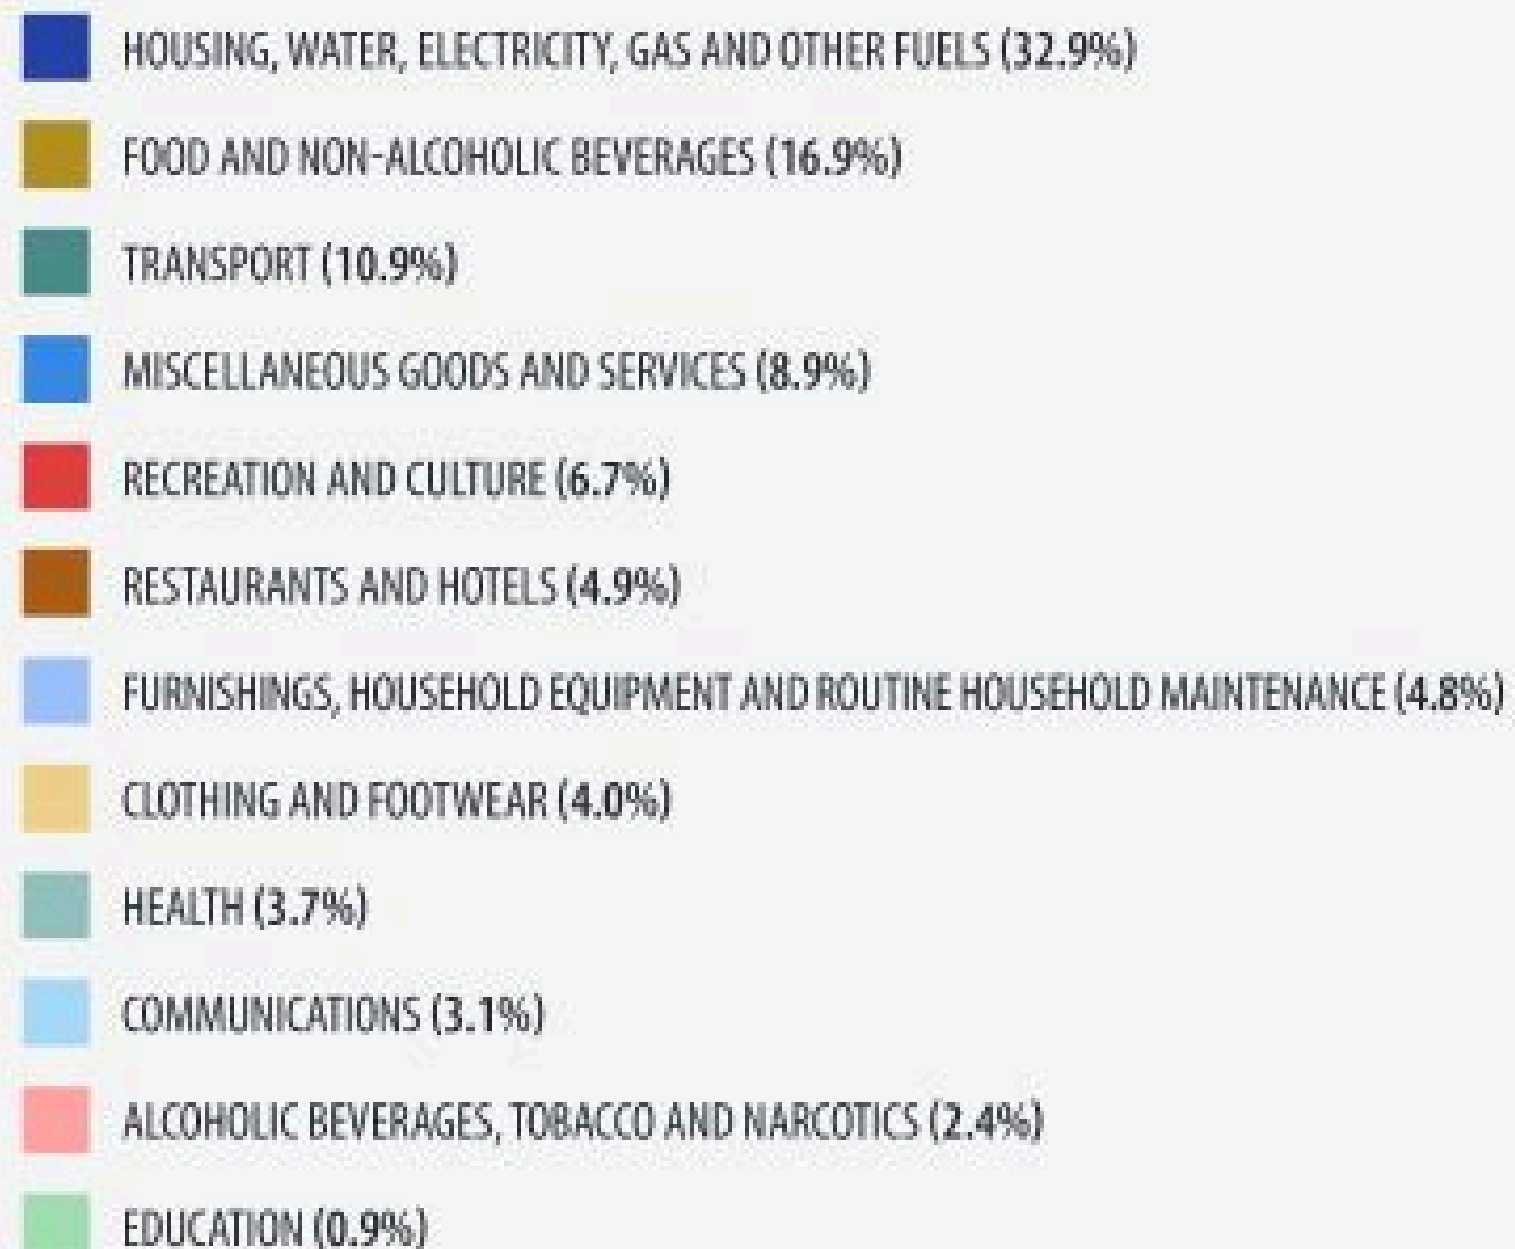 HOUSING, WATER, ELECTRICITY, GAS AND OTHER FUELS (32.9%)
FOOD AND NON-ALCOHOLIC BEVERAGES (16.9%)
TRANSPORT (10.9%)
MISCELLANEOUS GOODS AND SERVICES (8.9%)
RECREATION AND CULTURE (6.7%)
RESTAURANTS AND HOTELS (4.9%)
FURNISHINGS, HOUSEHOLD EQUIPMENT AND ROUTINE HOUSEHOLD MAINTENANCE (4.8%)
CLOTHING AND FOOTWEAR (4.0%)
HEALTH (3.7%)
COMMUNICATIONS (3.1%)
ALCOHOLIC BEVERAGES, TOBACCO AND NARCOTICS (2.4%)
EDUCATION (0.9%)